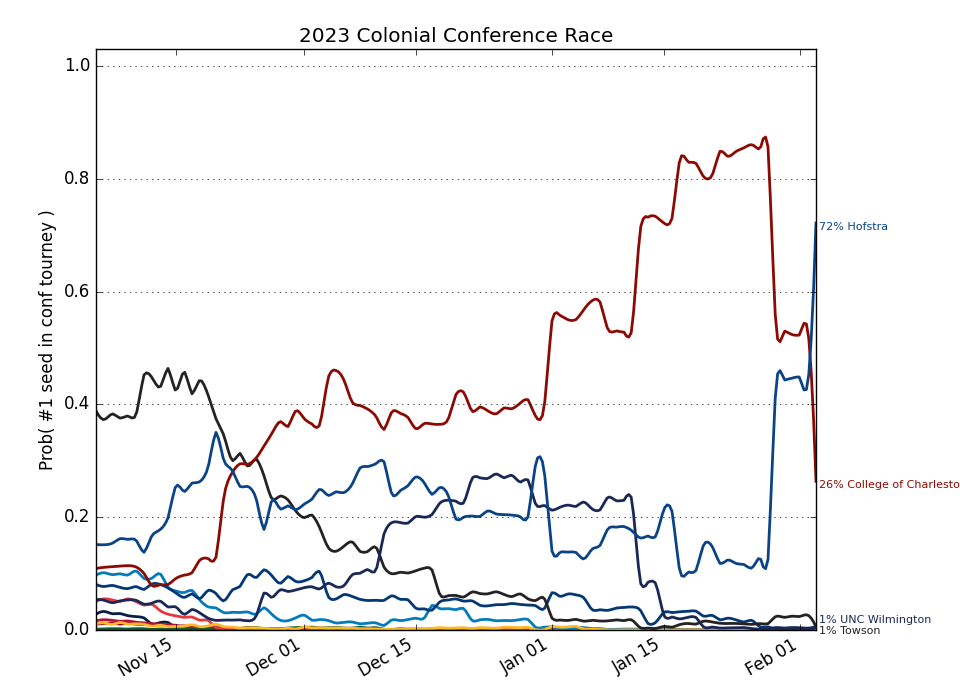 2023 Colonial Conference Race
Prob( #1 seed in conf tourney )
1.0
0.8
0.6
0.4
0.2
0.0
72% Hofstra
26% College of Charlesto
1% UNC Wilmington
1% Towson
Nov 15
Dec 01
Dec 15
Jan 01
Jan 15
Feb 01